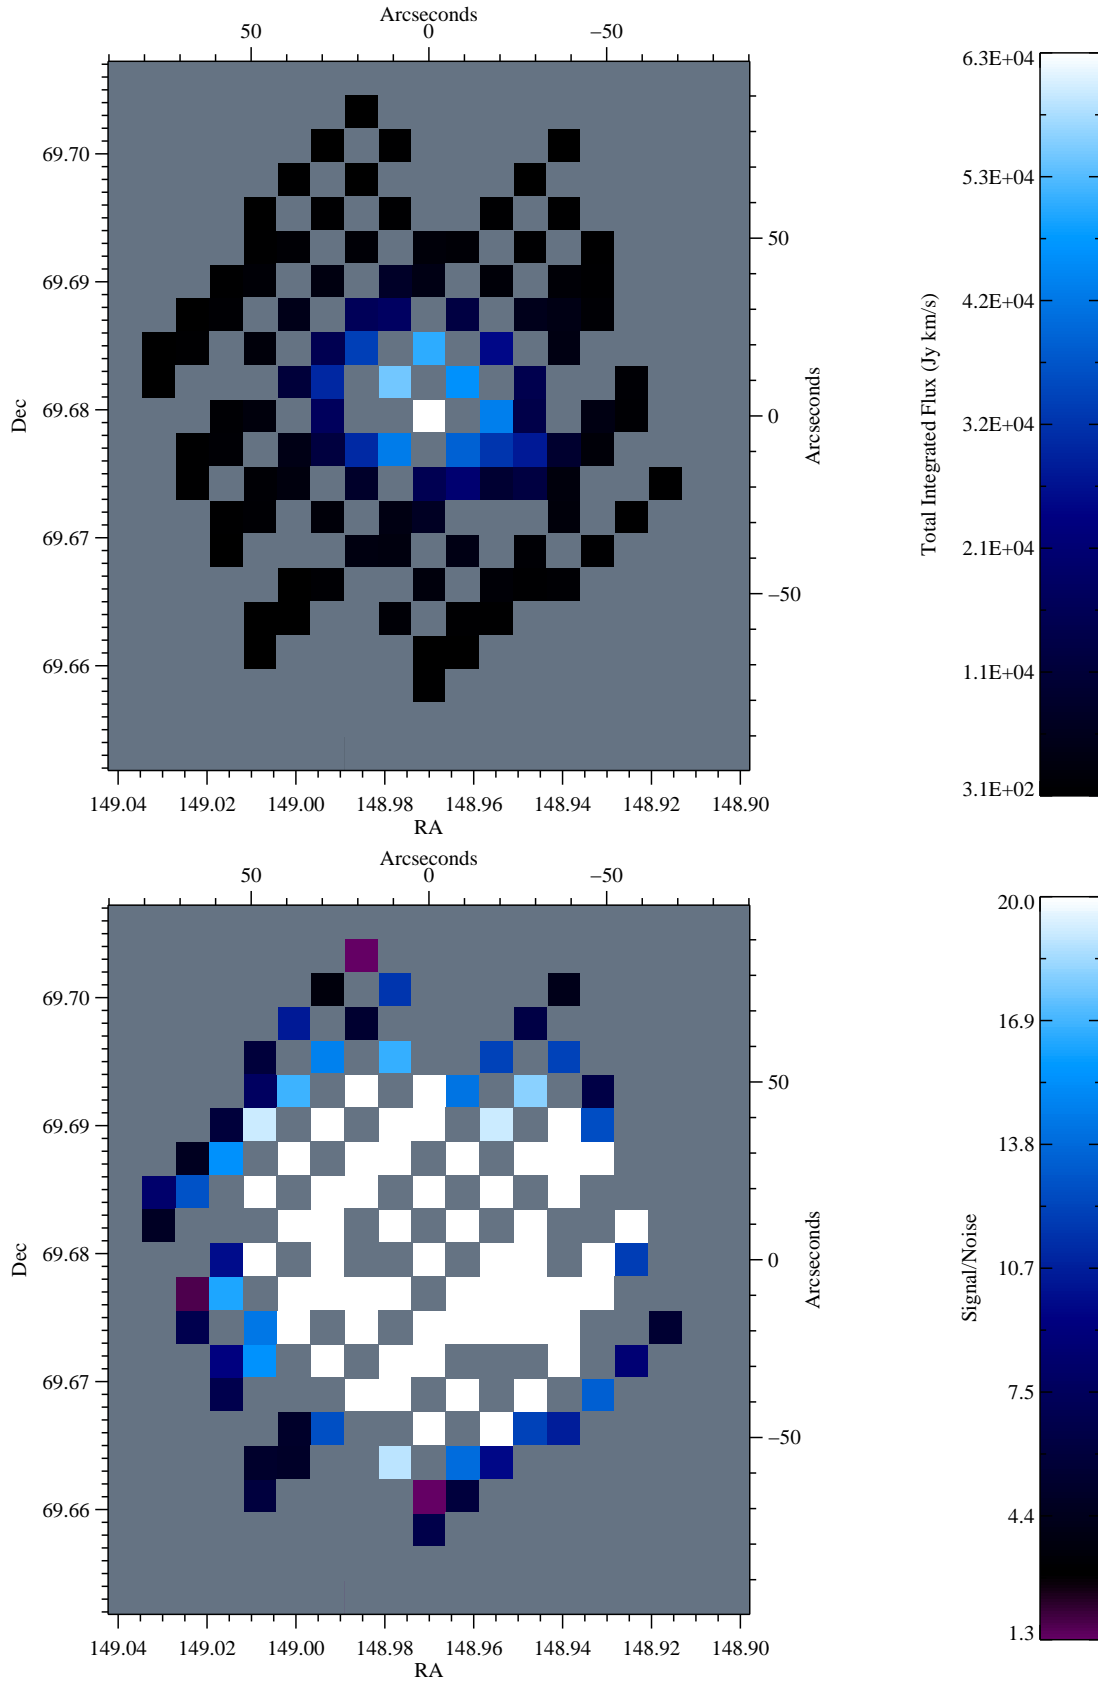 Arcseconds
50 0 −50
69.70
69.69
69.68
69.67
69.66
Dec
50
0
−50
Arcseconds
149.04 149.02 149.00 148.98 148.96 148.94 148.92 148.90
RA
6.3E+04
5.3E+04
4.2E+04
3.2E+04
2.1E+04
1.1E+04
3.1E+02
Total Integrated Flux (Jy km/s)
Arcseconds
50 0 −50
69.70
69.69
69.68
69.67
69.66
Dec
50
0
−50
Arcseconds
149.04 149.02 149.00 148.98 148.96 148.94 148.92 148.90
RA
20.0
16.9
13.8
10.7
7.5
4.4
1.3
Signal/Noise